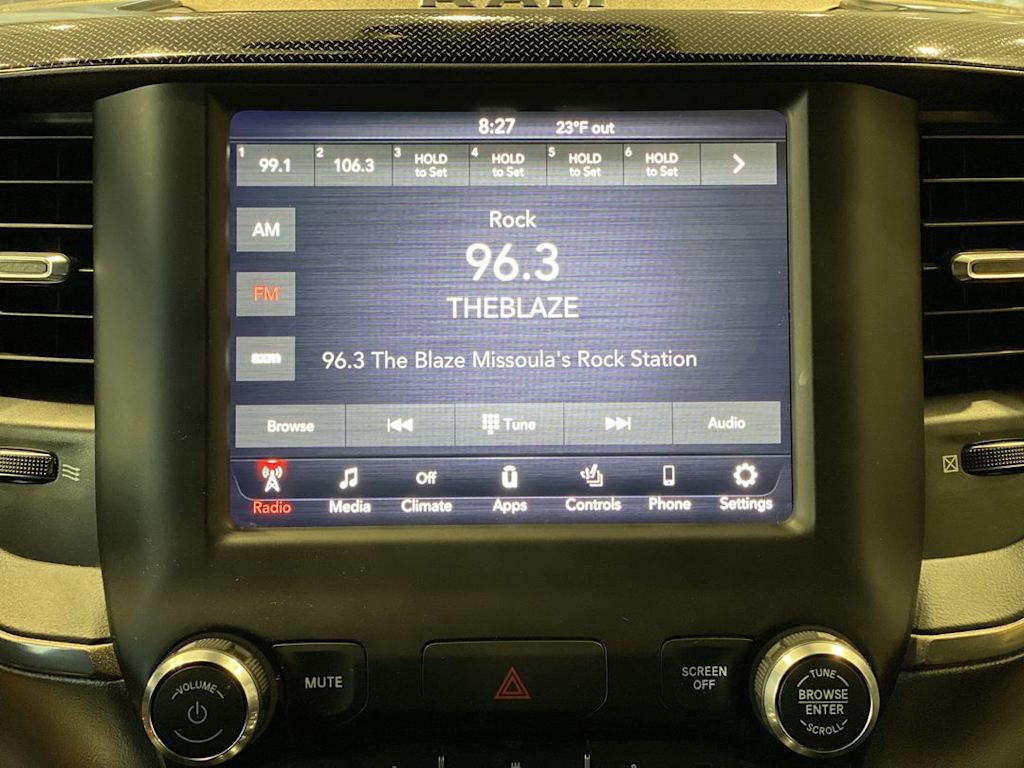 RAM
8:27 23°F out
1 99.1 2 106.3 3 HOLD to Set 4 HOLD to Set 5 HOLD to Set 6 HOLD to Set
AM
Rock
96.3
FM
THEBLAZE
sxm
96.3 The Blaze Missoula's Rock Station
Browse Tune Audio
Off
Radio Media Climate Apps Controls Phone Settings
VOLUME
MUTE
SCREEN
OFF
TUNE
BROWSE
ENTER
SCROLL